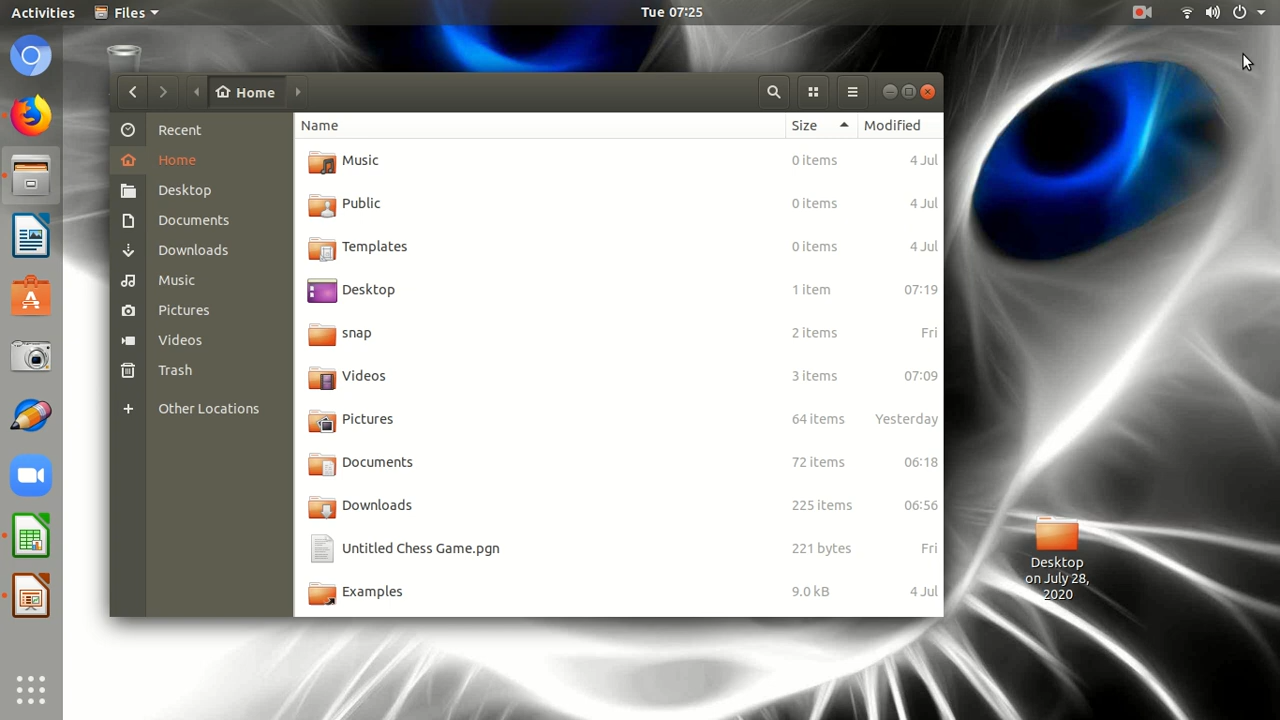 Activities Files Tue 07:25
Home
Recent
Home
Desktop
Documents
Downloads
Music
Pictures
Videos
Trash
Other Locations
Name Size Modified
Music 0 items 4 Jul
Public 0 items 4 Jul
Templates 0 items 4 Jul
Desktop 1 item 07:19
snap 2 items Fri
Videos 3 items 07:09
Pictures 64 items Yesterday
Documents 72 items 06:18
Downloads 225 items 06:56
Untitled Chess Game.pgn 221 bytes Fri
Examples 9.0 kB 4 Jul
Desktop
on July 28,
2020